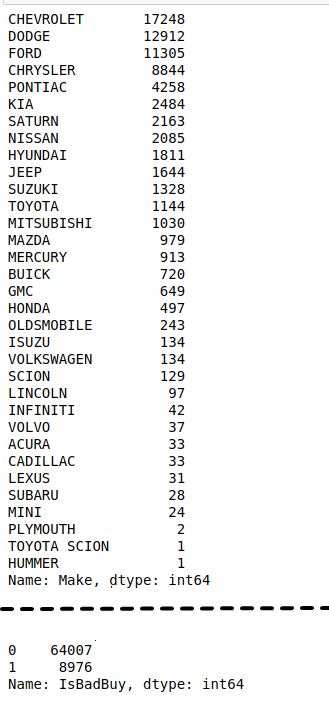 CHEVROLET 17248
DODGE 12912
FORD 11305
CHRYSLER 8844
PONTIAC 4258
KIA 2484
SATURN 2163
NISSAN 2085
HYUNDAI 1811
JEEP 1644
SUZUKI 1328
TOYOTA 1144
MITSUBISHI 1030
MAZDA 979
MERCURY 913
BUICK 720
GMC 649
HONDA 497
OLDSMOBILE 243
ISUZU 134
VOLKSWAGEN 134
SCION 129
LINCOLN 97
INFINITI 42
VOLVO 37
ACURA 33
CADILLAC 33
LEXUS 31
SUBARU 28
MINI 24
PLYMOUTH 2
TOYOTA SCION 1
HUMMER 1
Name: Make, dtype: int64
0 64007
1 8976
Name: IsBadBuy, dtype: int64